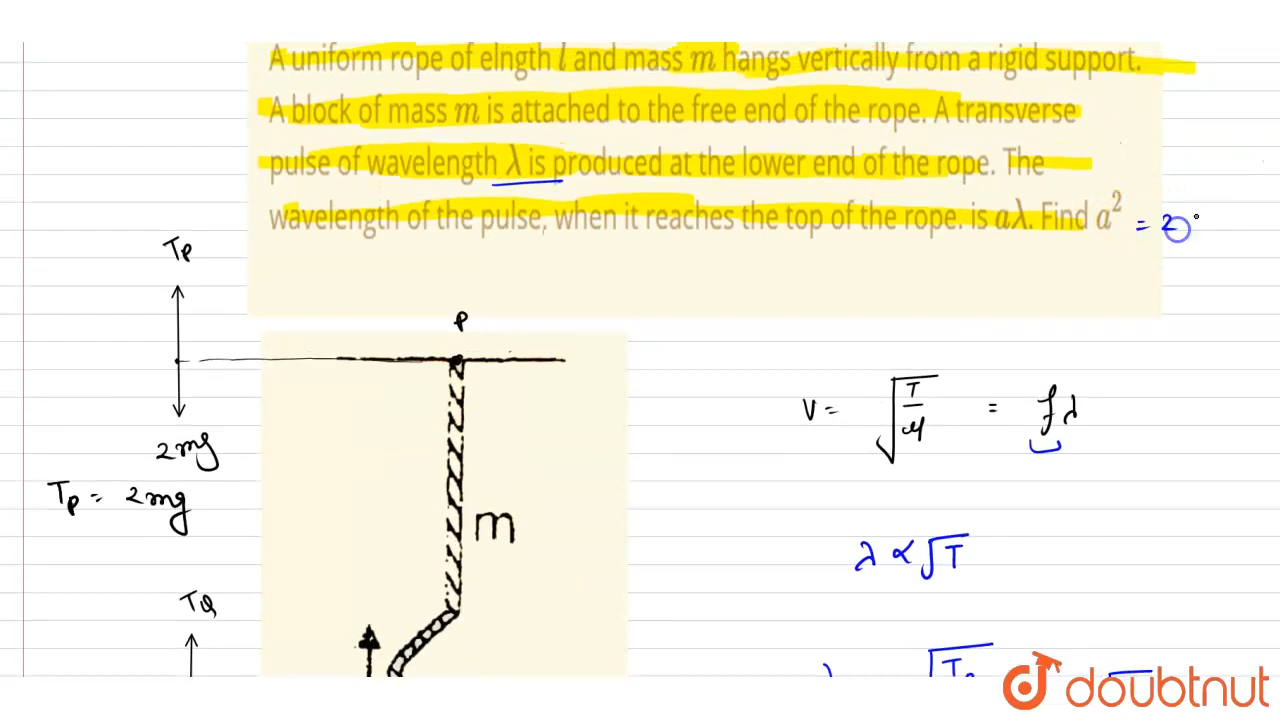 A uniform rope of elngth l and mass m hangs vertically from a rigid support.
A block of mass m is attached to the free end of the rope. A transverse
pulse of wavelength λ is produced at the lower end of the rope. The
wavelength of the pulse, when it reaches the top of the rope. is aλ. Find a² = 2
Tp
P
2mg
Tp = 2mg
m
TQ
V = √(T/μ) = fλ
λ ∝ √T
doubtnut